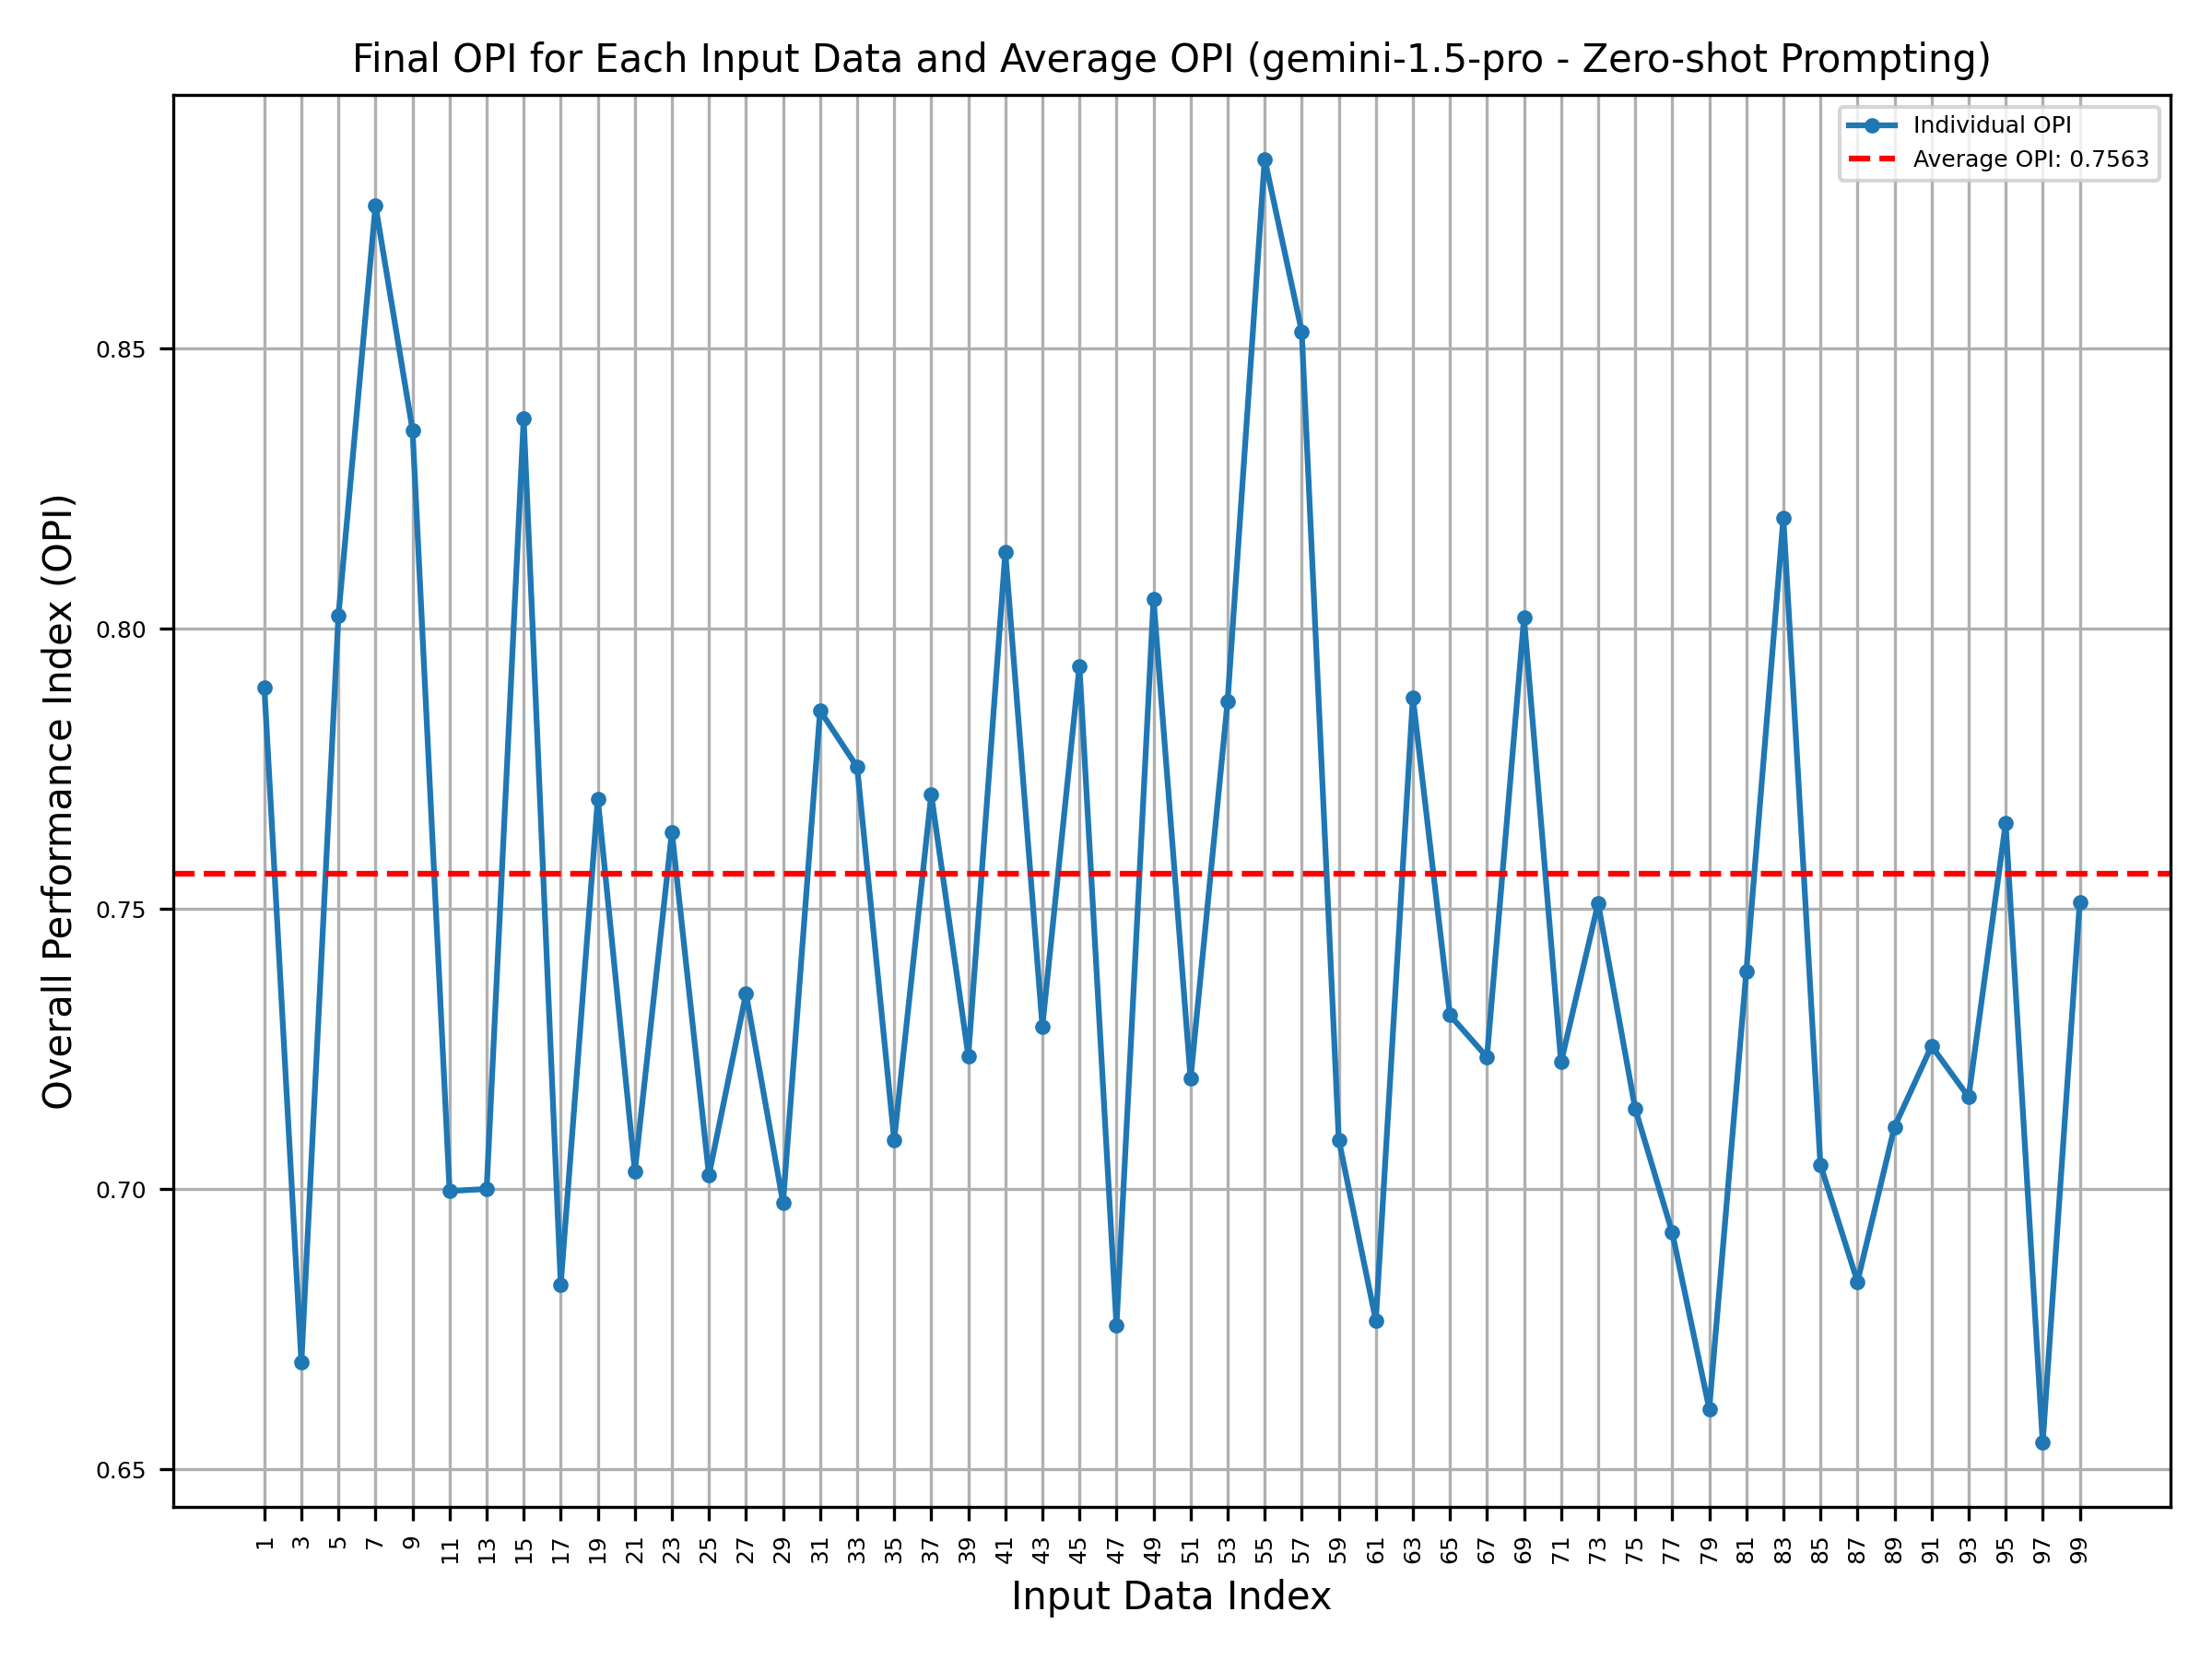 Final OPI for Each Input Data and Average OPI (gemini-1.5-pro - Zero-shot Prompting)
Individual OPI
Average OPI: 0.7563
Overall Performance Index (OPI)
0.85
0.80
0.75
0.70
0.65
1 3 5 7 9 11 13 15 17 19 21 23 25 27 29 31 33 35 37 39 41 43 45 47 49 51 53 55 57 59 61 63 65 67 69 71 73 75 77 79 81 83 85 87 89 91 93 95 97 99
Input Data Index